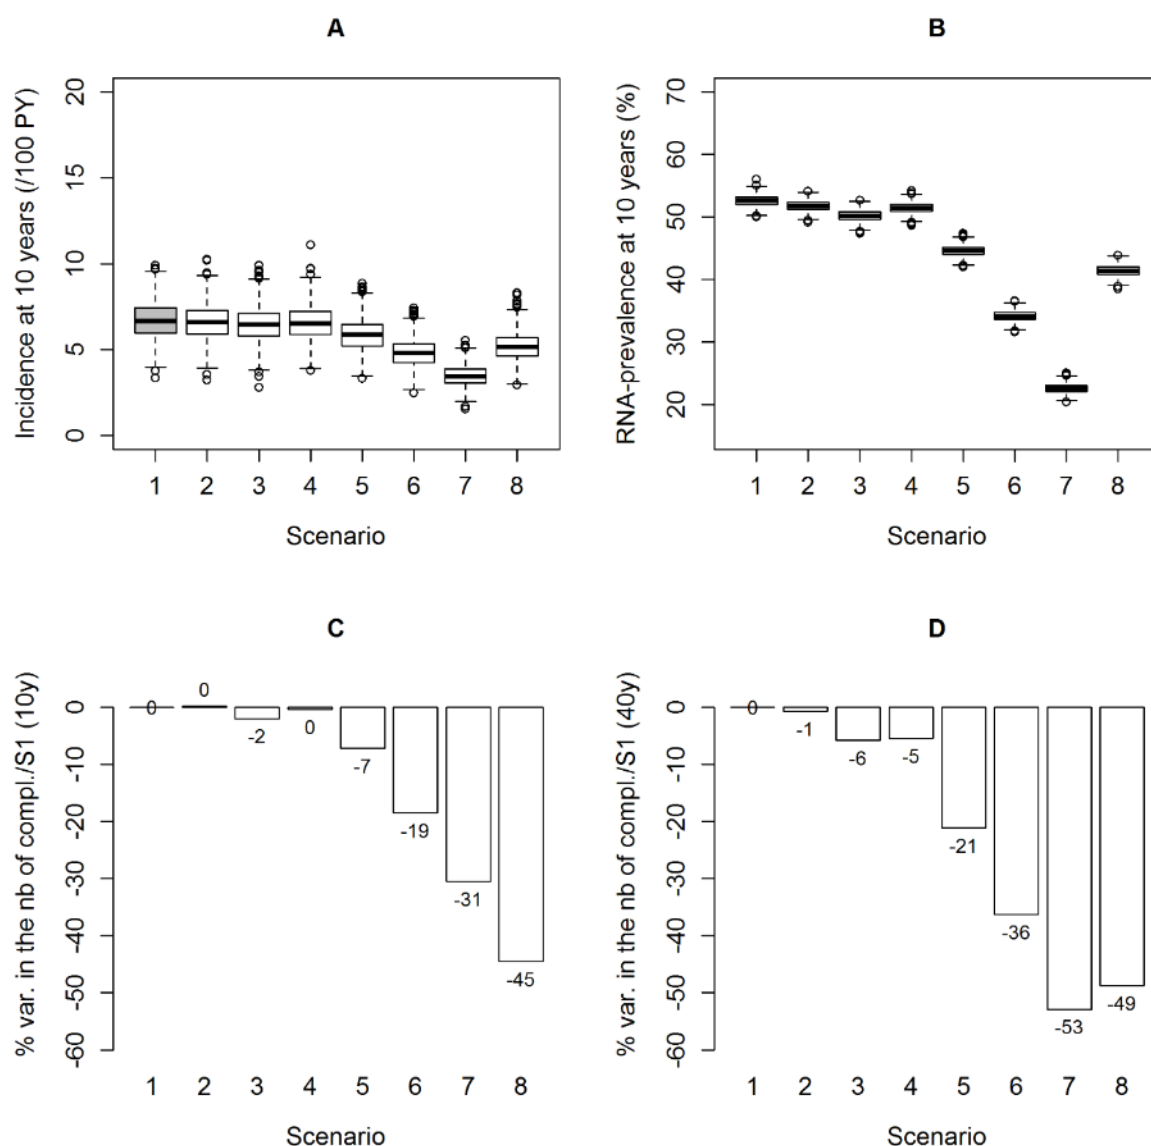 A
Incidence at 10 years (/100 PY)
20
15
10
5
0
1 2 3 4 5 6 7 8
Scenario
B
RNA-prevalence at 10 years (%)
70
60
50
40
30
20
1 2 3 4 5 6 7 8
Scenario
C
% var. in the nb of compl./S1 (10y)
0
-10
-20
-30
-40
-50
-60
0
0
-2
0
-7
-19
-31
-45
1 2 3 4 5 6 7 8
Scenario
D
% var. in the nb of compl./S1 (40y)
0
-10
-20
-30
-40
-50
-60
0
-1
-6
-5
-21
-36
-53
-49
1 2 3 4 5 6 7 8
Scenario